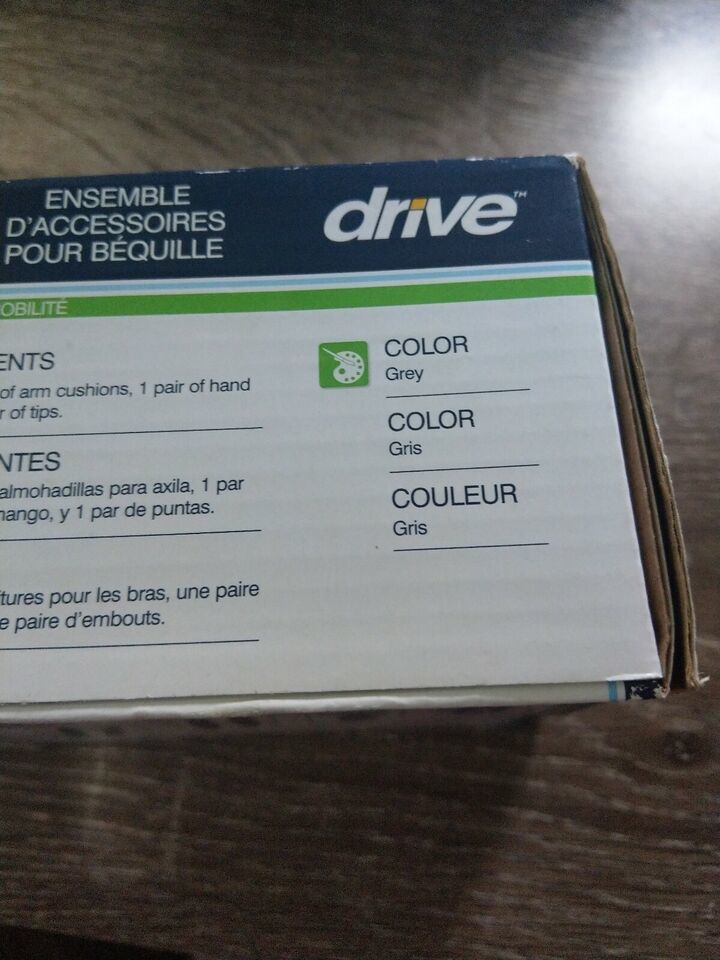 ENSEMBLE
D'ACCESSOIRES
POUR BÉQUILLE
drive™
OBILITÉ
ENTS
of arm cushions, 1 pair of hand
r of tips.
NTES
almohadillas para axila, 1 par
mango, y 1 par de puntas.
tures pour les bras, une paire
e paire d'embouts.
COLOR
Grey
COLOR
Gris
COULEUR
Gris